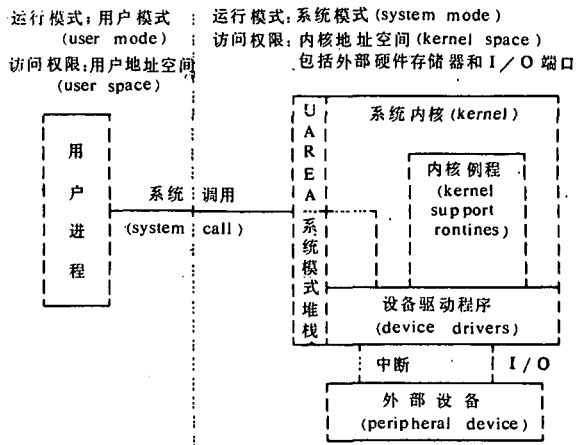 运行模式：用户模式
(user mode)
访问权限：用户地址空间
(user space)
运行模式：系统模式(system mode)
访问权限：内核地址空间(kernel space)
包括外部硬件存储器和I／O端口
用户进程
系统调用
(system call)
UAREA
系统模式堆栈
系统内核(kernel)
内核例程
(kernel
support
rontines)
设备驱动程序
(device drivers)
中断
I／O
外部设备
(peripheral device)